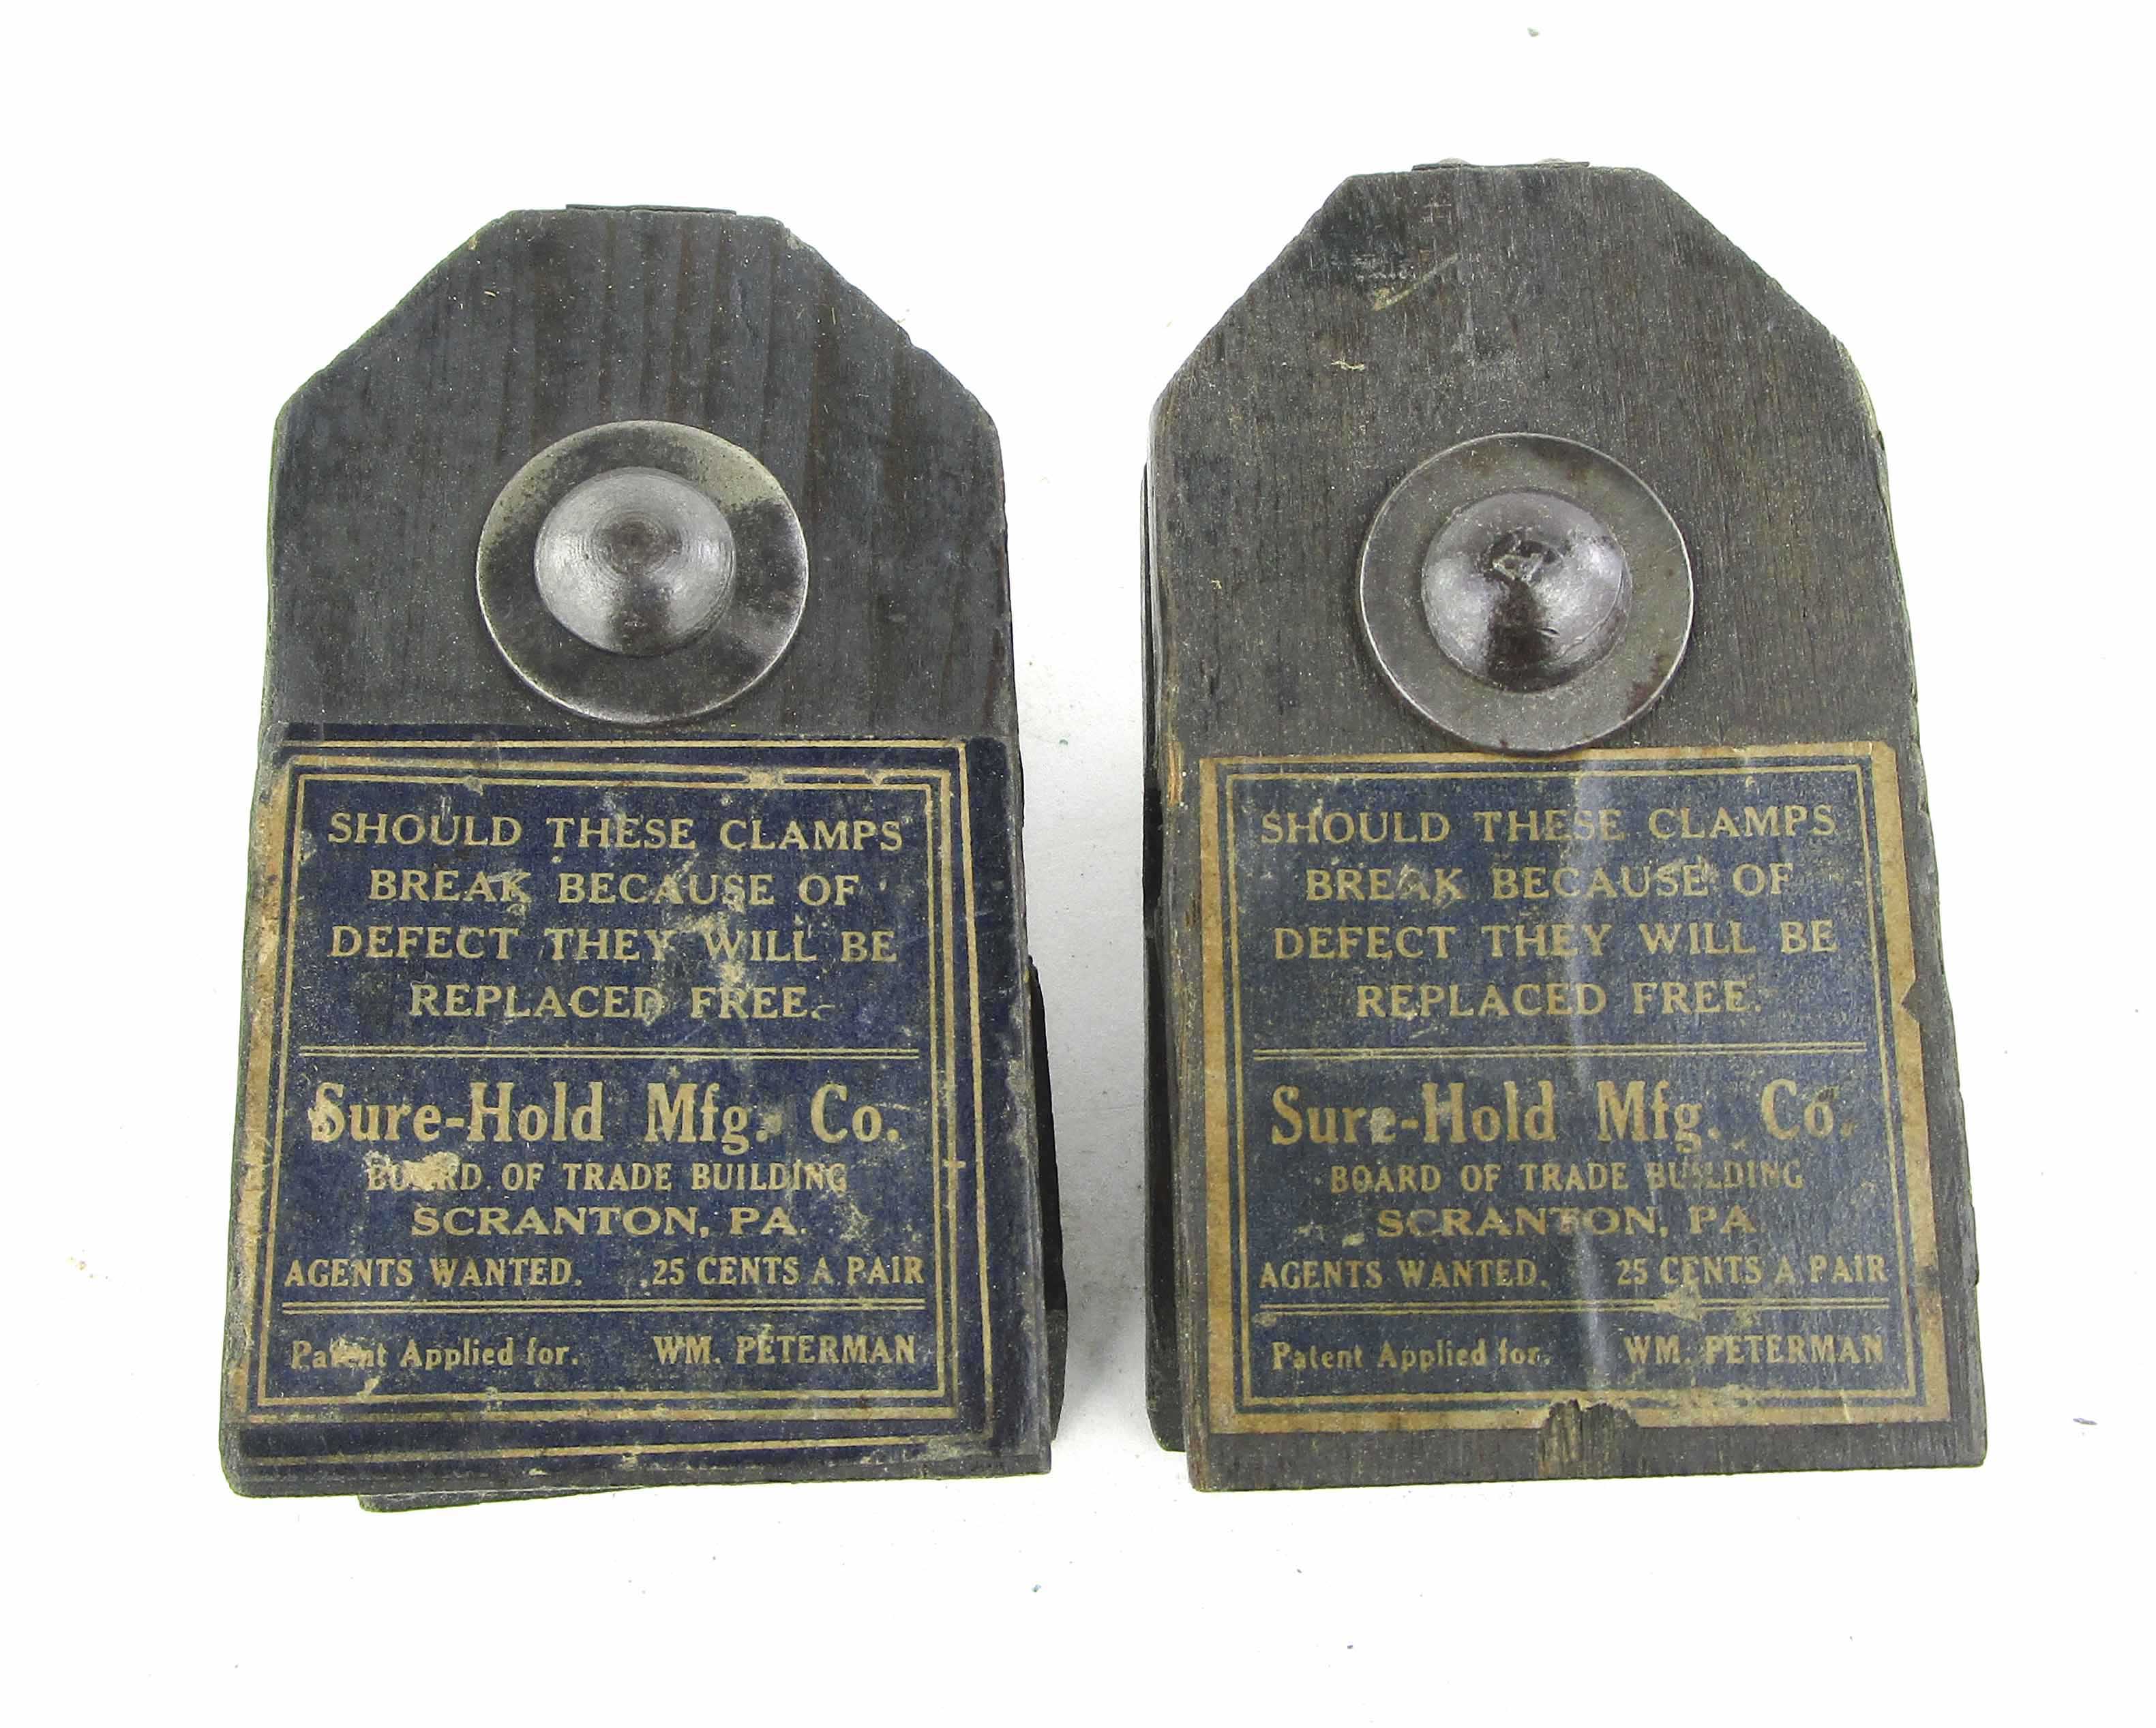 SHOULD THESE CLAMPS
BREAK BECAUSE OF
DEFECT THEY WILL BE
REPLACED FREE.
Sure-Hold Mfg. Co.
BOARD OF TRADE BUILDING
SCRANTON, PA.
AGENTS WANTED. 25 CENTS A PAIR
Patent Applied for. WM. PETERMAN
SHOULD THESE CLAMPS
BREAK BECAUSE OF
DEFECT THEY WILL BE
REPLACED FREE.
Sure-Hold Mfg. Co.
BOARD OF TRADE BUILDING
SCRANTON, PA
AGENTS WANTED. 25 CENTS A PAIR
Patent Applied for. WM. PETERMAN